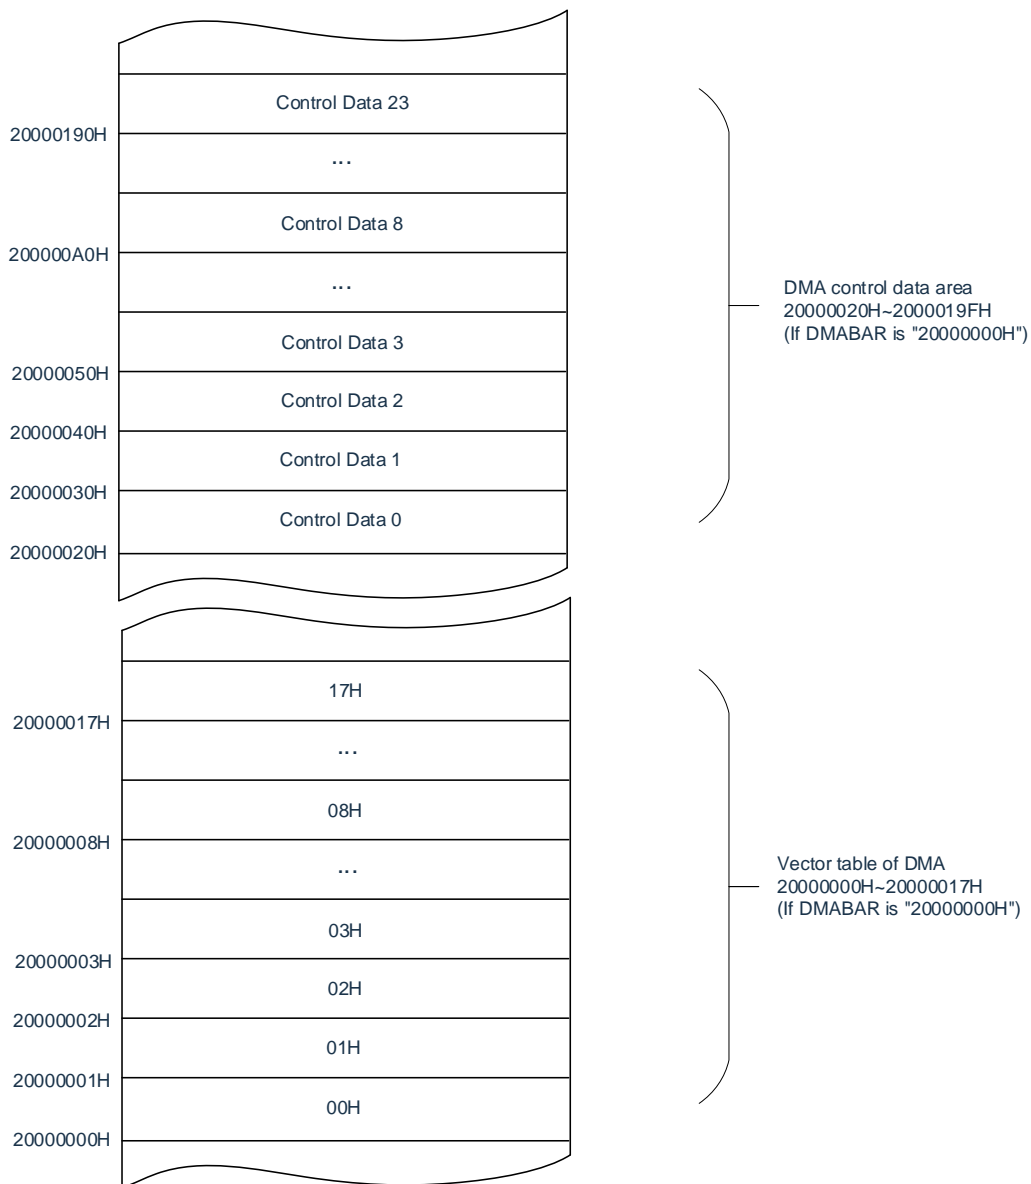 Control Data 23
20000190H
...
Control Data 8
200000A0H
...
Control Data 3
20000050H
Control Data 2
20000040H
Control Data 1
20000030H
Control Data 0
20000020H
DMA control data area
20000020H~2000019FH
(If DMABAR is "20000000H")
17H
20000017H
...
08H
20000008H
...
03H
20000003H
02H
20000002H
01H
20000001H
00H
20000000H
Vector table of DMA
20000000H~20000017H
(If DMABAR is "20000000H")